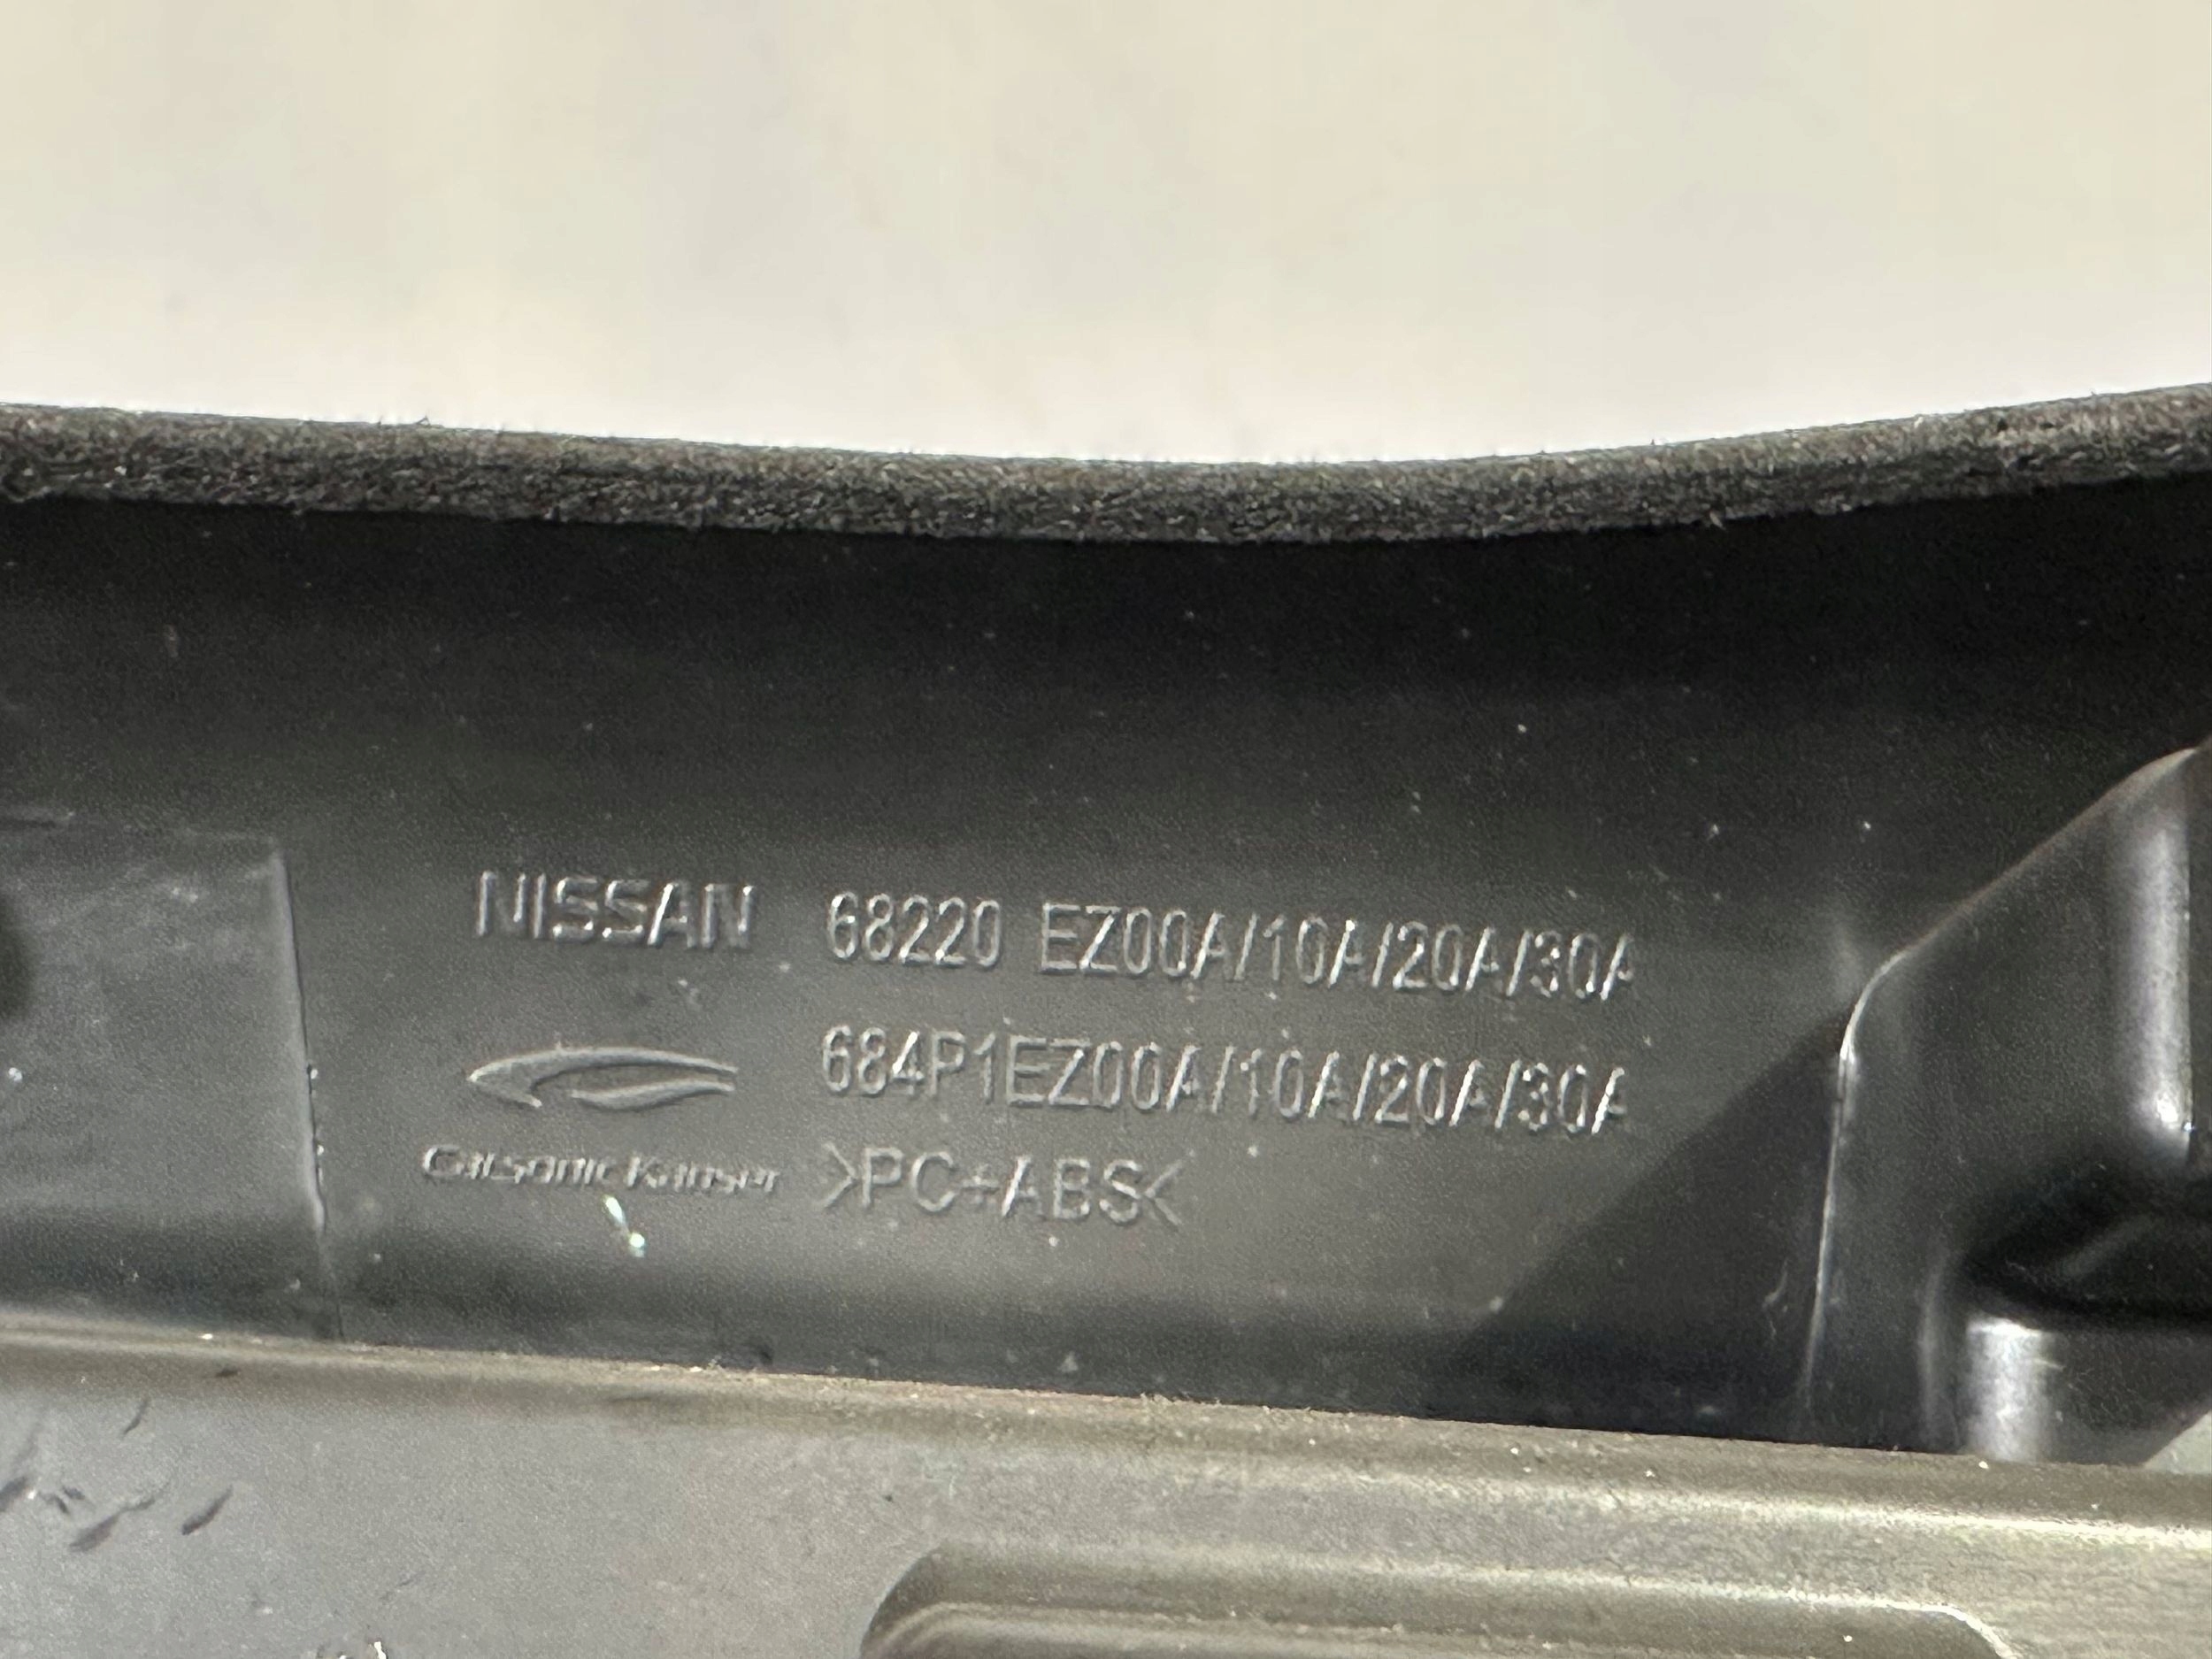 NISSAN 68220 EZ00A/10A/20A/30A
684P1EZ00A/10A/20A/30A
Calsonic Kansei >PC+ABS<